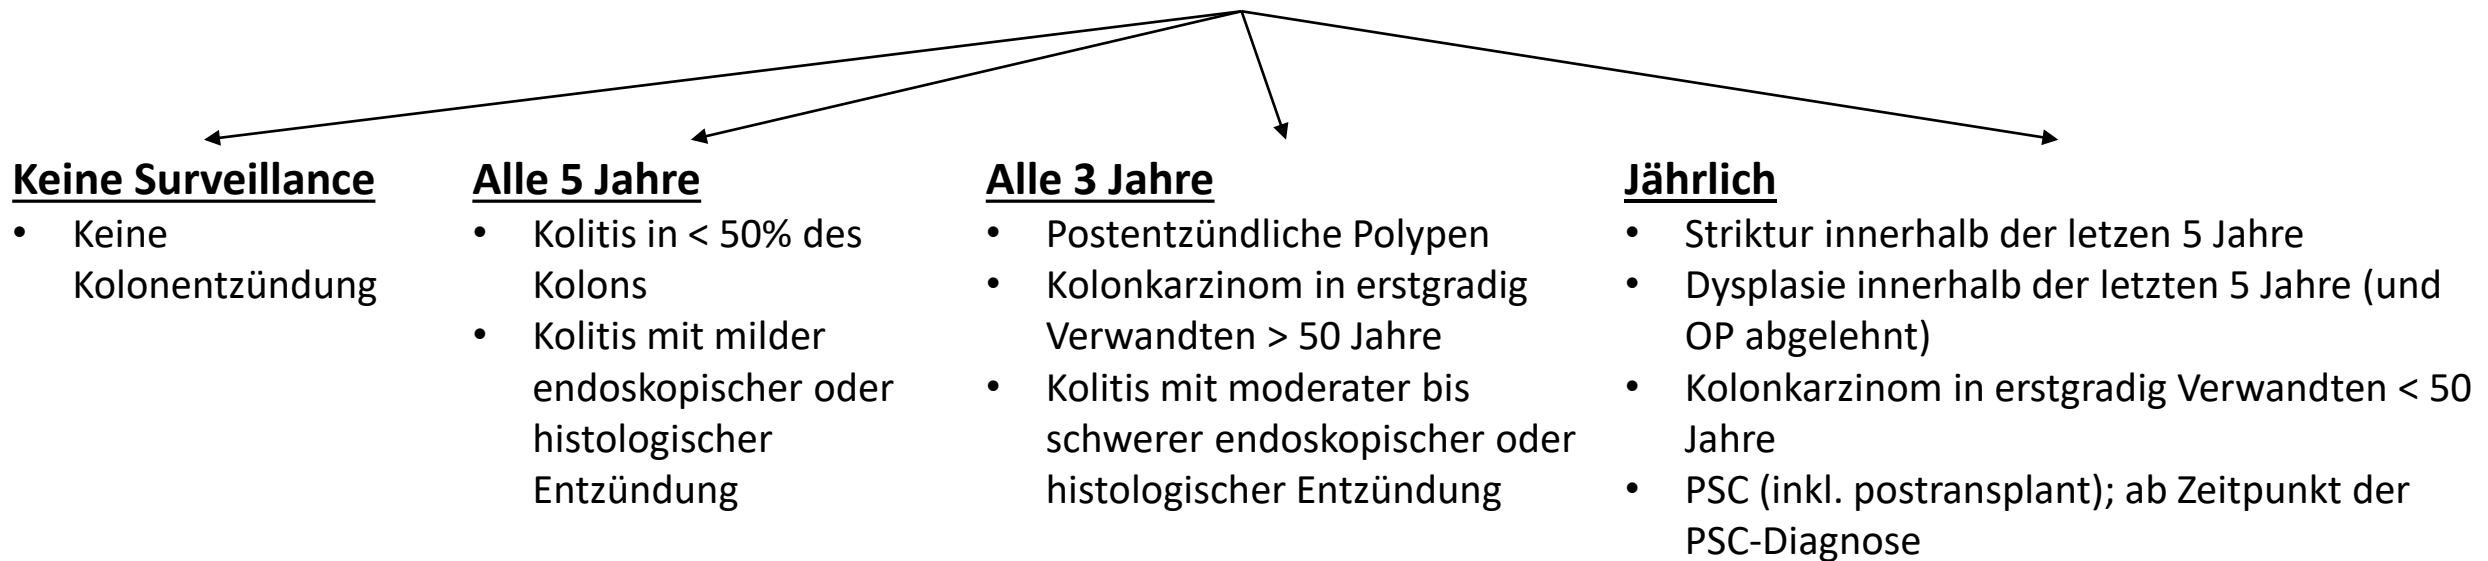 Keine Surveillance
• Keine
Kolonentzündung
Alle 5 Jahre
• Kolitis in < 50% des
Kolons
• Kolitis mit milder
endoskopischer oder
histologischer
Entzündung
Alle 3 Jahre
• Postentzündliche Polypen
• Kolonkarzinom in erstgradig
Verwandten > 50 Jahre
• Kolitis mit moderater bis
schwerer endoskopischer oder
histologischer Entzündung
Jährlich
• Striktur innerhalb der letzen 5 Jahre
• Dysplasie innerhalb der letzten 5 Jahre (und
OP abgelehnt)
• Kolonkarzinom in erstgradig Verwandten < 50
Jahre
• PSC (inkl. postransplant); ab Zeitpunkt der
PSC-Diagnose